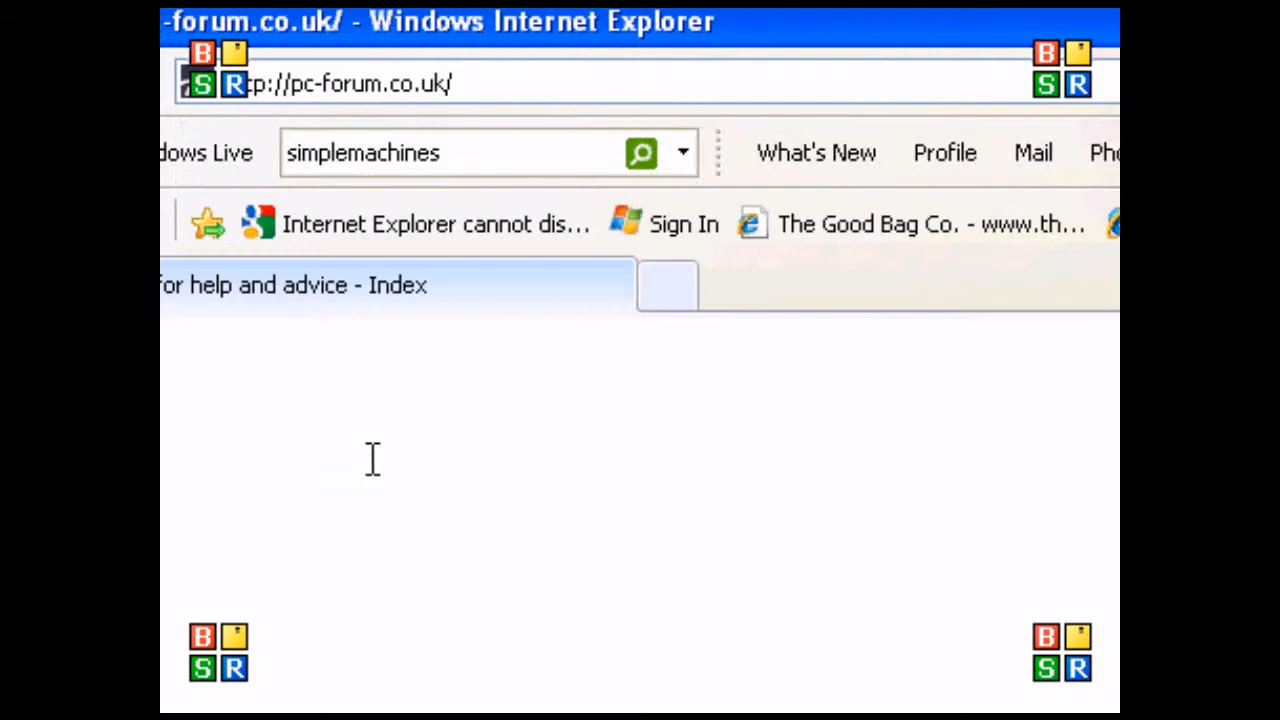 -forum.co.uk/ - Windows Internet Explorer
tp://pc-forum.co.uk/
dows Live simplemachines What's New Profile Mail Pho
Internet Explorer cannot dis... Sign In The Good Bag Co. - www.th...
for help and advice - Index
B B
S R S R
B B
S R S R